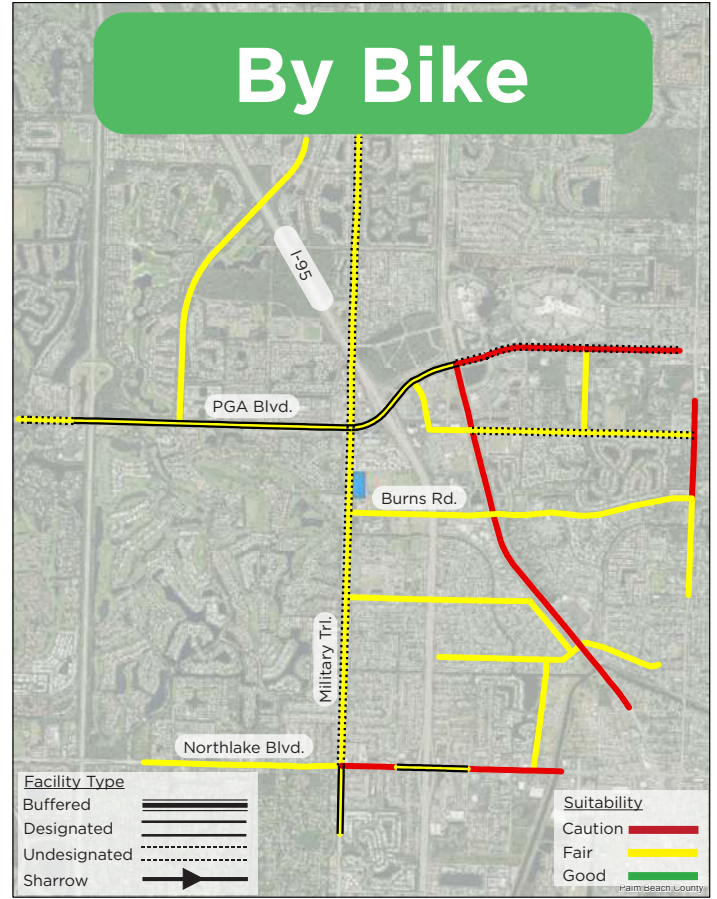 By Bike
I-95
PGA Blvd.
Burns Rd.
Military Trl.
Northlake Blvd.
Facility Type
Buffered
Designated
Undesignated
Sharrow
Suitability
Caution
Fair
Good
Palm Beach County